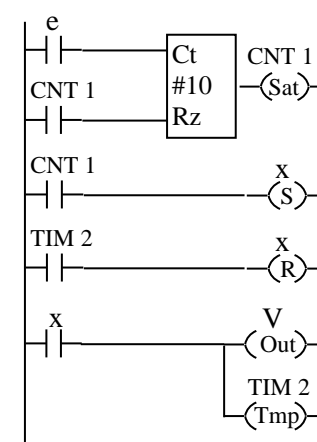 e
Ct CNT 1
#10 Sat
CNT 1
Rz
CNT 1 x
S
TIM 2 x
R
x V
Out
TIM 2
Tmp